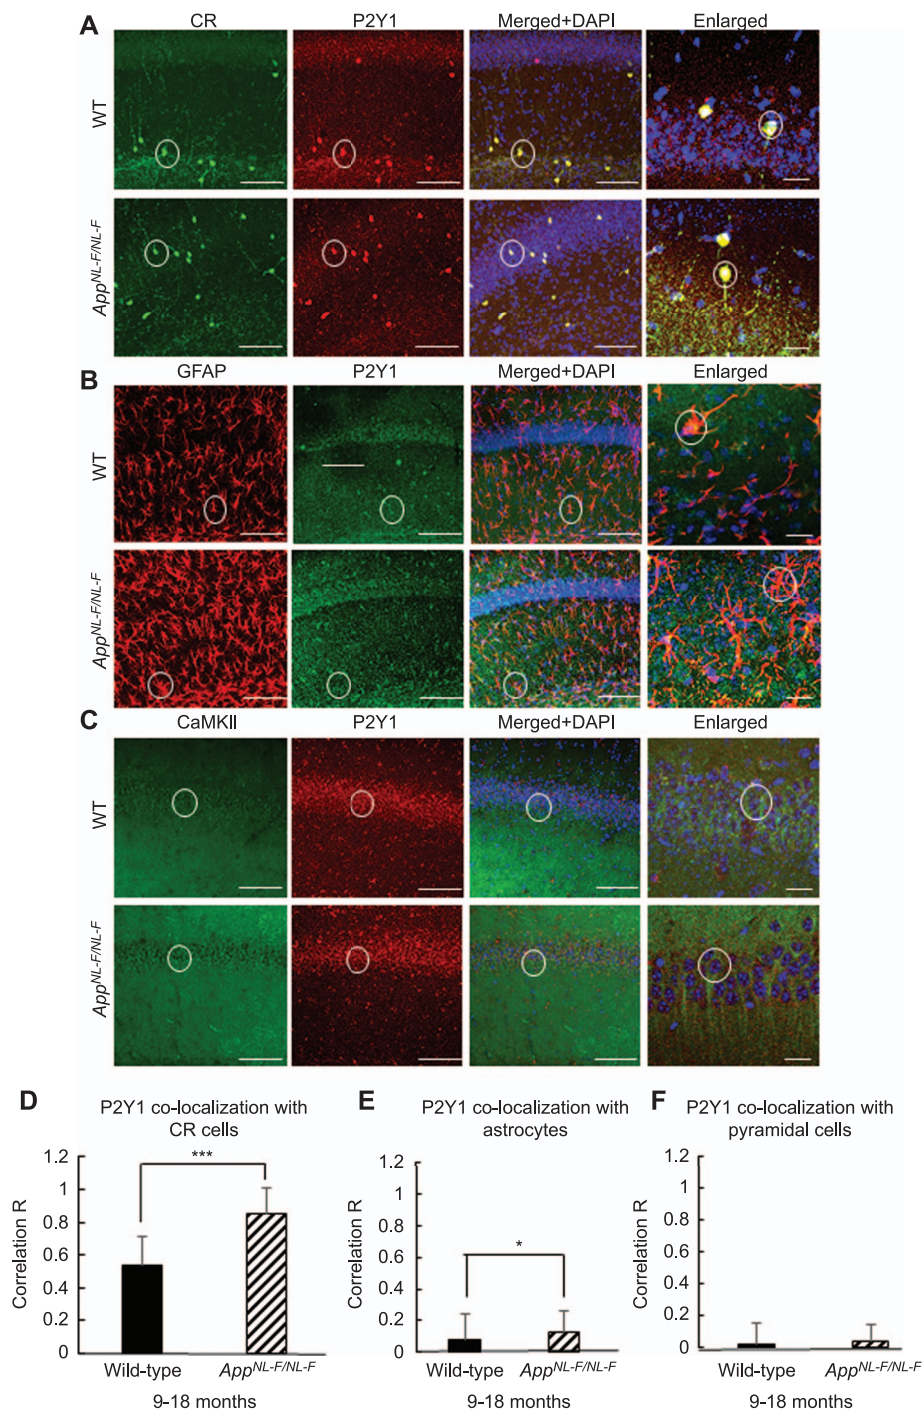 A
CR P2Y1 Merged+DAPI Enlarged
WT
App^NL-F/NL-F
B
GFAP P2Y1 Merged+DAPI Enlarged
WT
App^NL-F/NL-F
C
CaMKII P2Y1 Merged+DAPI Enlarged
WT
App^NL-F/NL-F
D
P2Y1 co-localization with
CR cells
Correlation R
1.2
1
0.8
0.6
0.4
0.2
0
***
Wild-type App^NL-F/NL-F
9-18 months
E
P2Y1 co-localization with
astrocytes
Correlation R
1.2
1
0.8
0.6
0.4
0.2
0
*
Wild-type App^NL-F/NL-F
9-18 months
F
P2Y1 co-localization with
pyramidal cells
Correlation R
1.2
1
0.8
0.6
0.4
0.2
0
Wild-type App^NL-F/NL-F
9-18 months